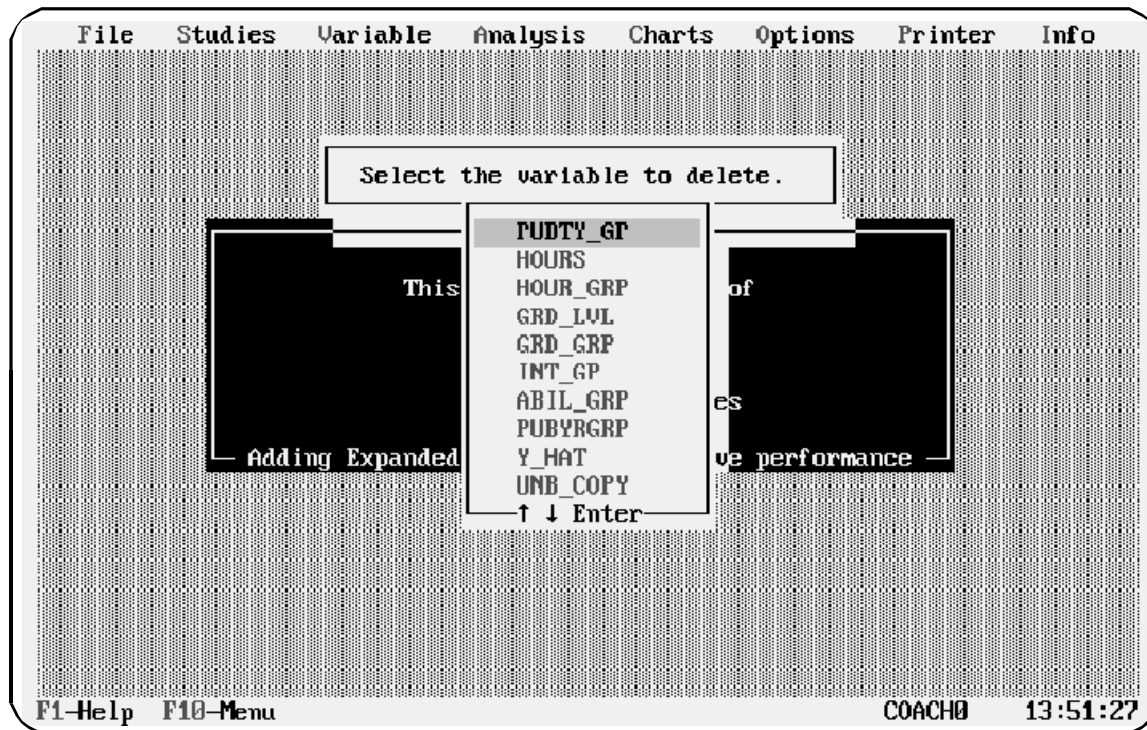 File Studies Variable Analysis Charts Options Printer Info
Select the variable to delete.
HOURS
This HOUR_GRP of
GRD_LVL
GRD_GRP
INT_GP
ABIL_GRP es
PUBYRGRP
Adding Expanded Y_HAT ve performance
UNB_COPY
↑ ↓ Enter
F1-Help F10-Menu COACH0 13:51:27